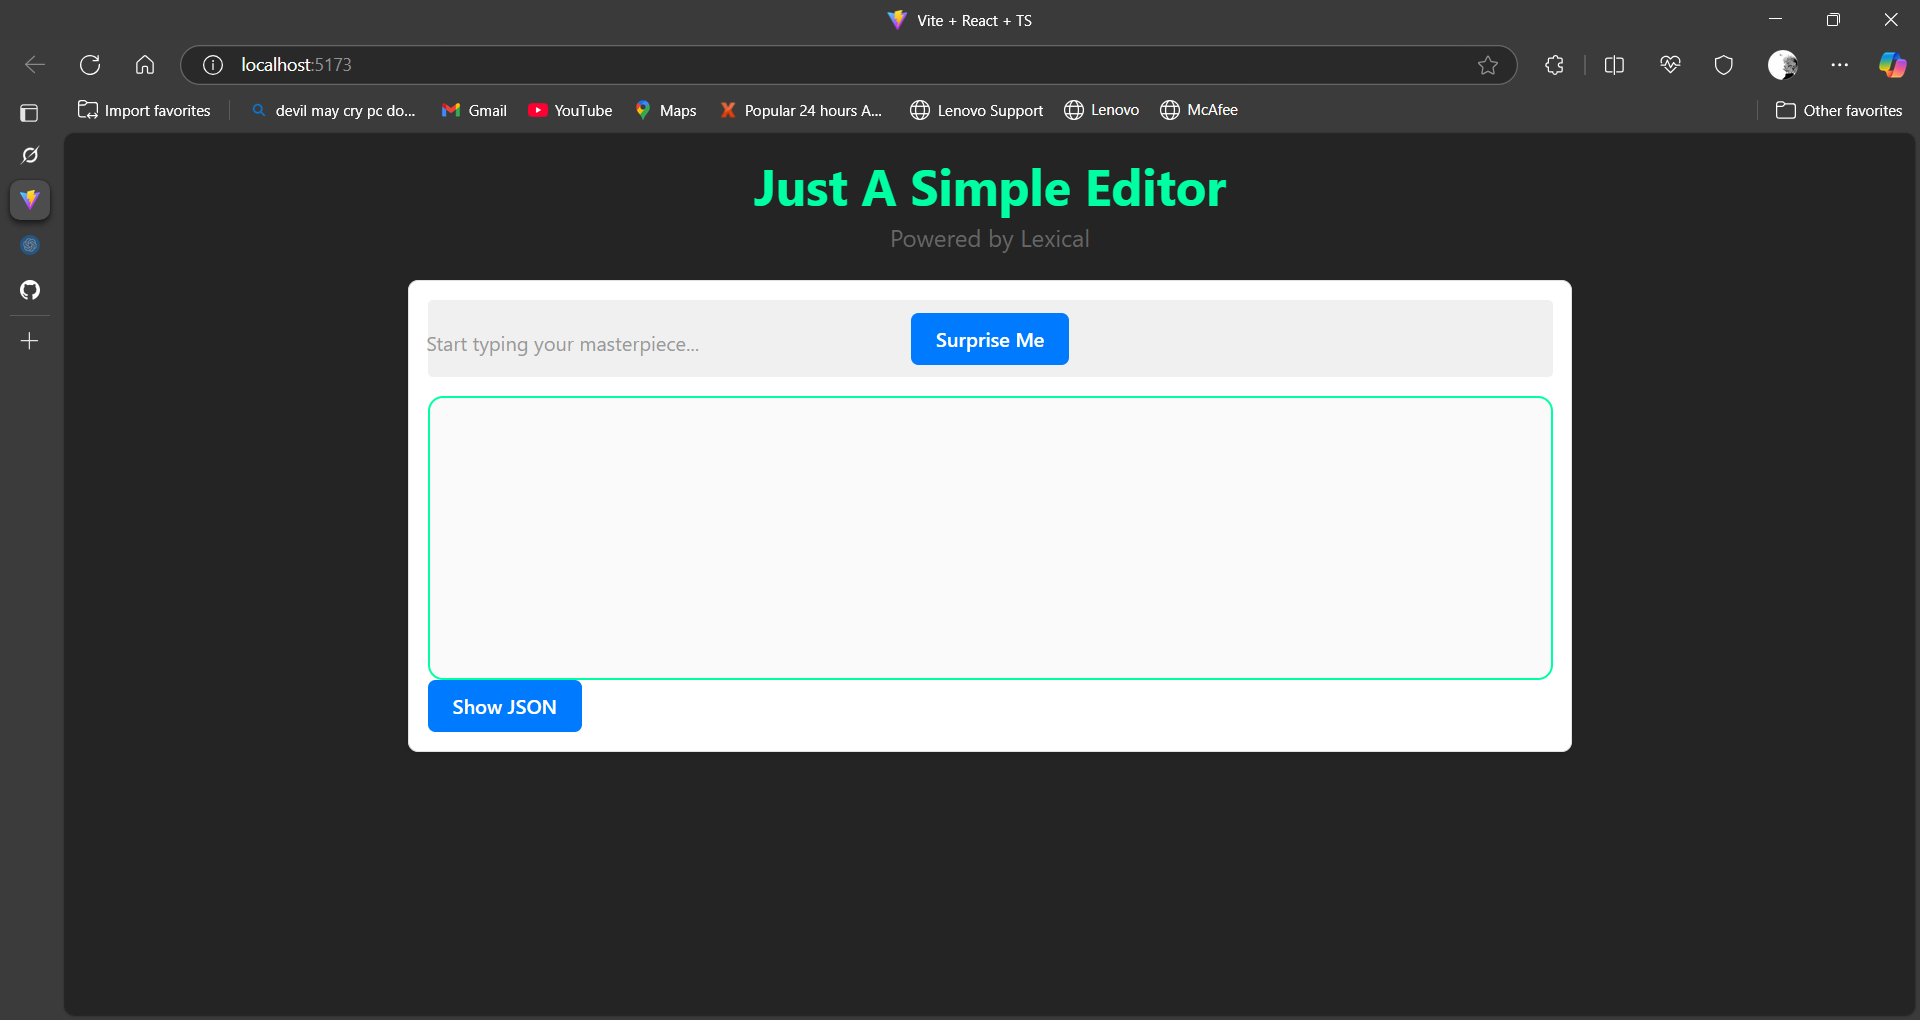 Vite + React + TS
localhost:5173
Import favorites
devil may cry pc do...
Gmail
YouTube
Maps
Popular 24 hours A...
Lenovo Support
Lenovo
McAfee
Other favorites
Just A Simple Editor
Powered by Lexical
Start typing your masterpiece...
Surprise Me
Show JSON